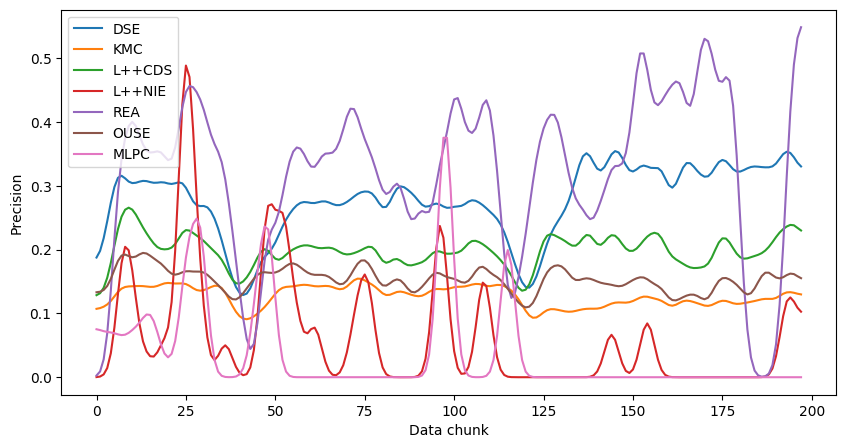 DSE
KMC
L++CDS
L++NIE
REA
OUSE
MLPC
0.5
0.4
0.3
0.2
0.1
0.0
Precision
0 25 50 75 100 125 150 175 200
Data chunk